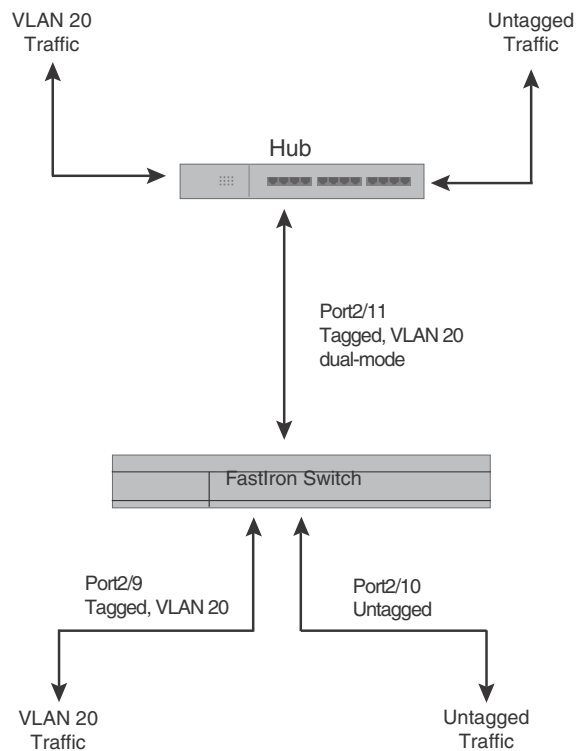 VLAN 20
Traffic
Untagged
Traffic
Hub
Port2/11
Tagged, VLAN 20
dual-mode
FastIron Switch
Port2/9
Tagged, VLAN 20
Port2/10
Untagged
VLAN 20
Traffic
Untagged
Traffic